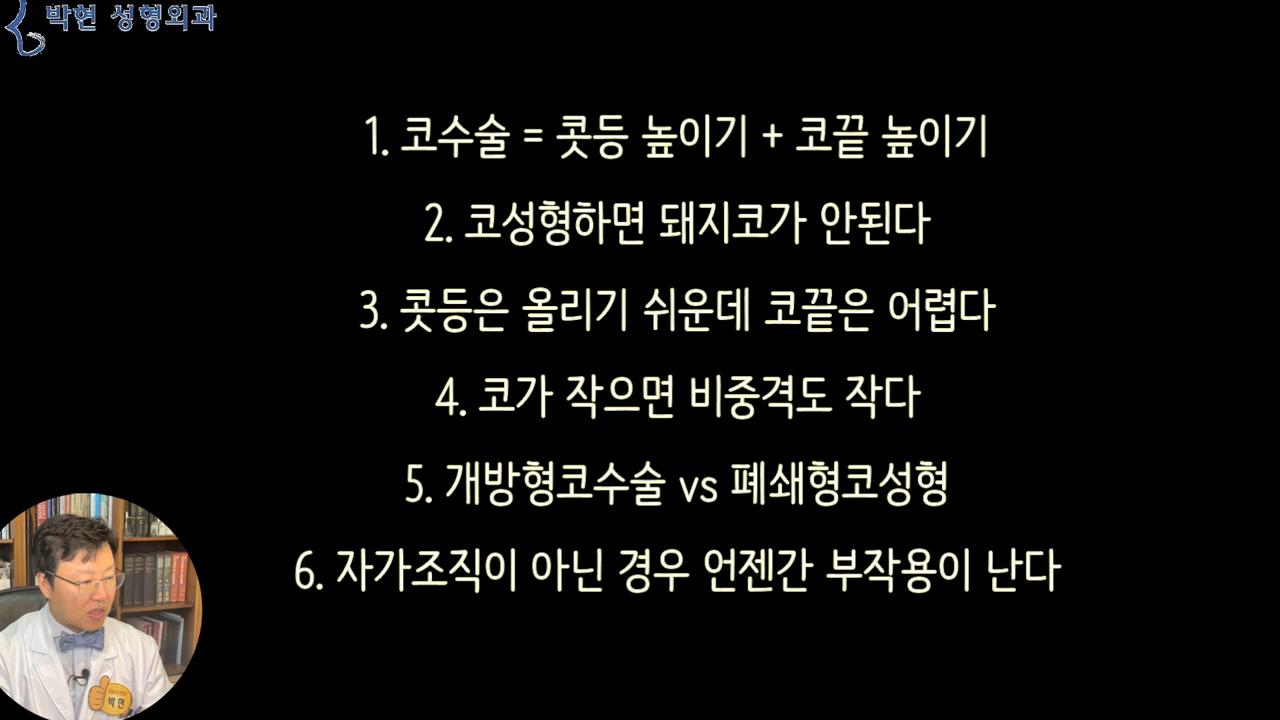 박현 성형외과
1. 코수술 = 콧등 높이기 + 코끝 높이기
2. 코성형하면 돼지코가 안된다
3. 콧등은 올리기 쉬운데 코끝은 어렵다
4. 코가 작으면 비중격도 작다
5. 개방형코수술 vs 폐쇄형코성형
6. 자가조직이 아닌 경우 언젠간 부작용이 난다
박현